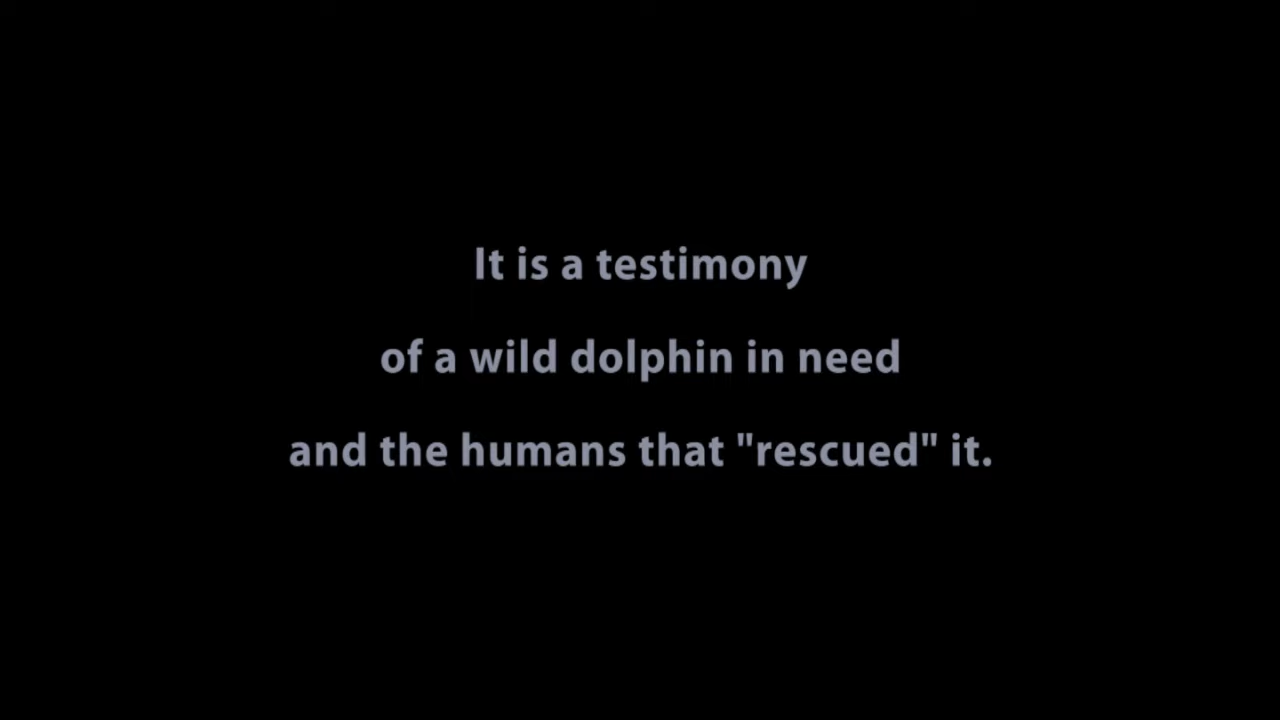 It is a testimony
of a wild dolphin in need
and the humans that "rescued" it.